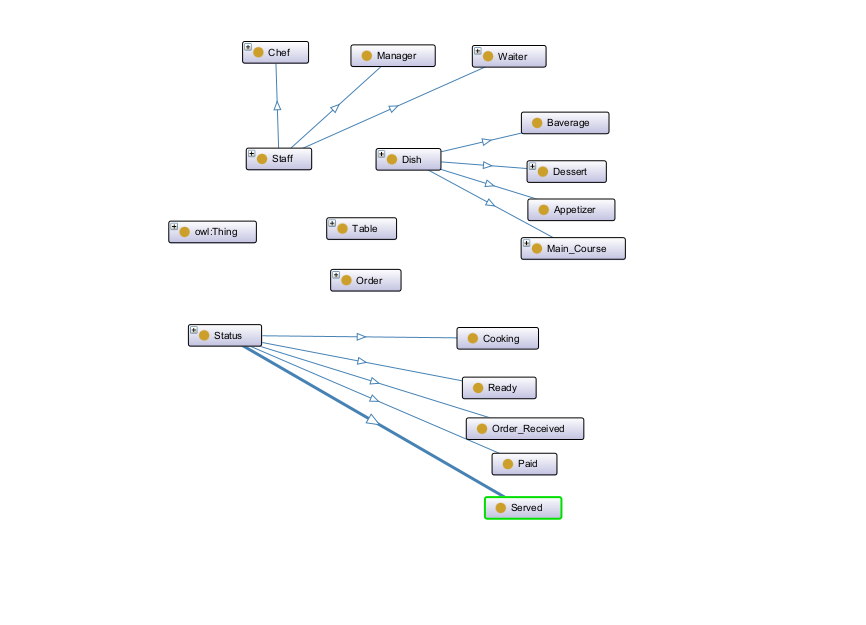 Chef
Manager
Waiter
Baverage
Staff
Dish
Dessert
Appetizer
owl:Thing
Table
Main_Course
Order
Status
Cooking
Ready
Order_Received
Paid
Served